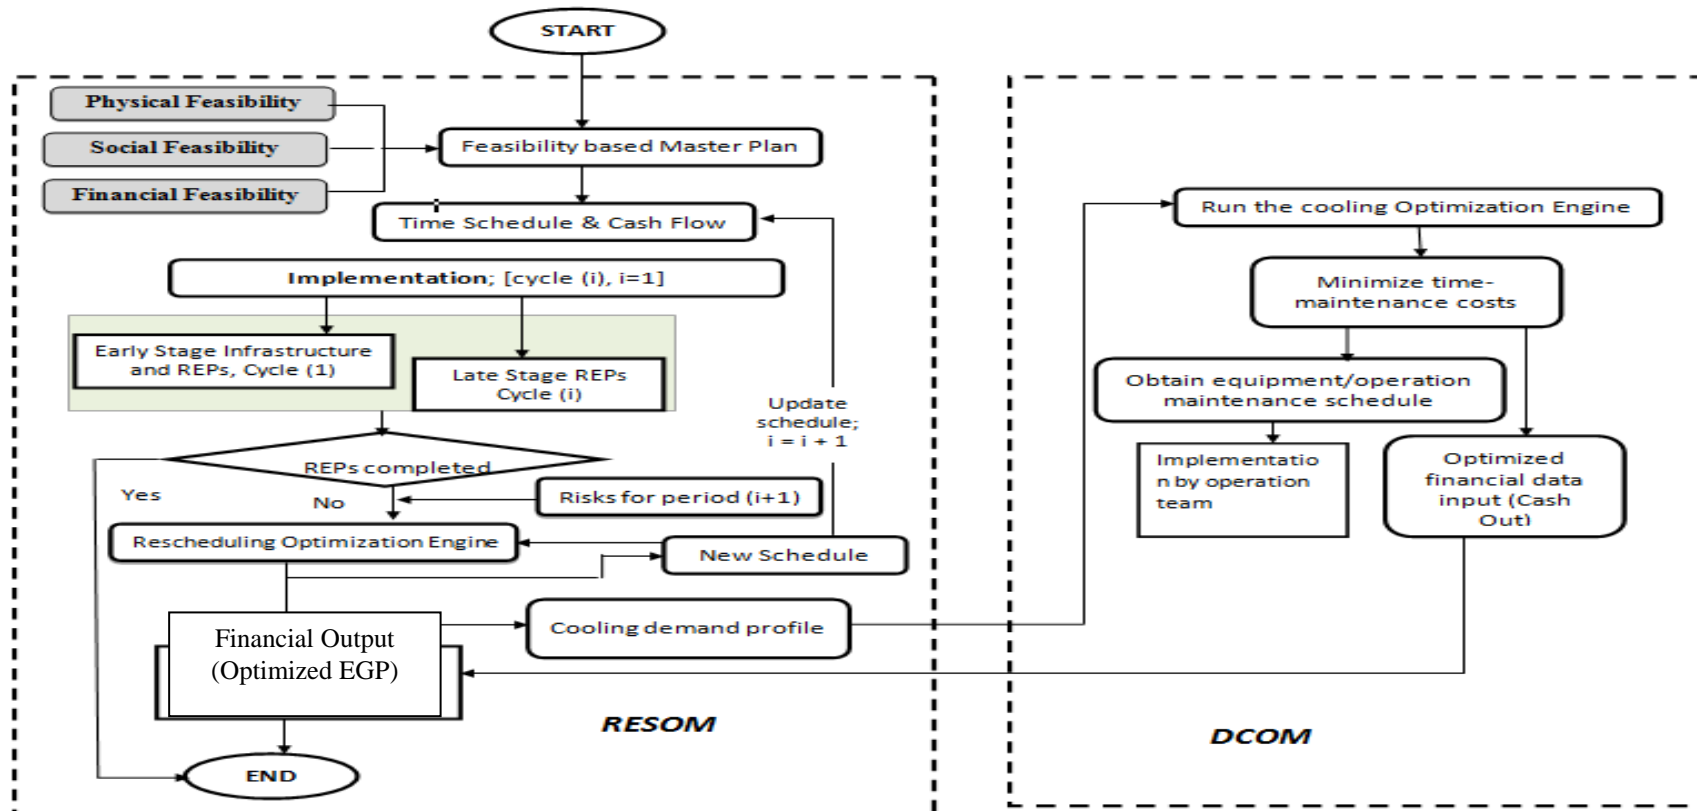 START
Physical Feasibility
Social Feasibility
Financial Feasibility
Feasibility based Master Plan
Time Schedule & Cash Flow
Implementation; [cycle (i), i=1]
Early Stage Infrastructure
and REPs, Cycle (1)
Late Stage REPs
Cycle (i)
Update
schedule;
i = i + 1
REPs completed
Yes
No
Risks for period (i+1)
Rescheduling Optimization Engine
New Schedule
Financial Output
(Optimized EGP)
Cooling demand profile
END
RESOM
Run the cooling Optimization Engine
Minimize time-
maintenance costs
Obtain equipment/operation
maintenance schedule
Implementatio
n by operation
team
Optimized
financial data
input (Cash
Out)
DCOM